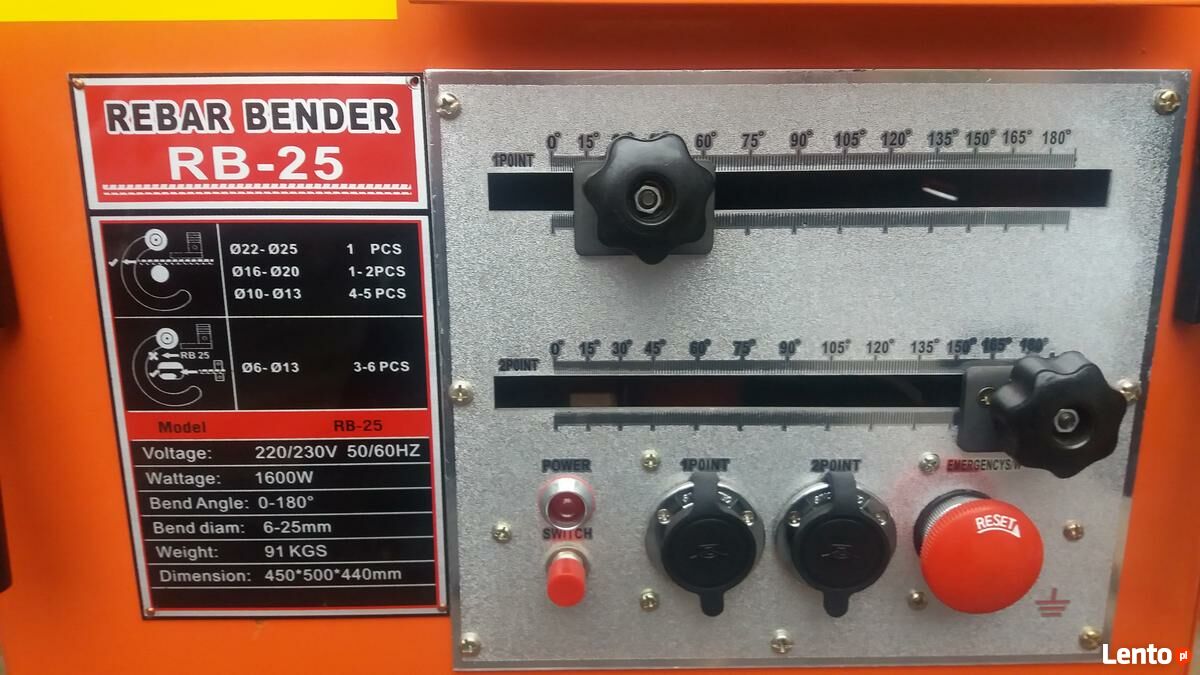 REBAR BENDER
RB-25
Ø22-Ø25 1 PCS
Ø16-Ø20 1-2PCS
Ø10-Ø13 4-5 PCS
RB 25
Ø6-Ø13 3-6 PCS
Model RB-25
Voltage: 220/230V 50/60HZ
Wattage: 1600W
Bend Angle: 0-180°
Bend diam: 6-25mm
Weight: 91 KGS
Dimension: 450*500*440mm
0° 15° 60° 75° 90° 105° 120° 135° 150° 165° 180°
1POINT
0° 15° 30° 45° 60° 75° 90° 105° 120° 135° 150° 165° 180°
2POINT
POWER 1POINT 2POINT EMERGENCYS
SWITCH
RESET
Lento.pl